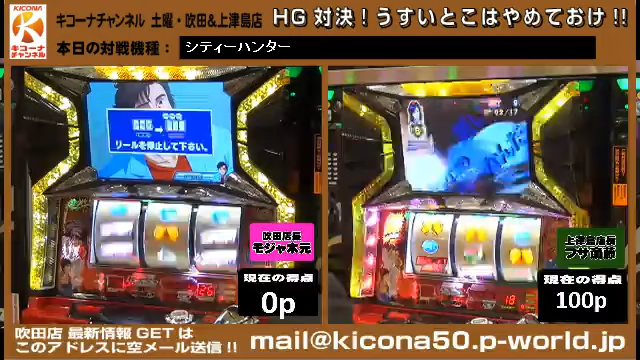 KICONA
キコーナ
チャンネル
キコーナチャンネル 土曜・吹田&上津島店
HG対決!うすいとこはやめておけ!!
本日の対戦機種: シティーハンター
リールを停止して下さい。
02/17
吹田店長
モジャ木元
現在の得点
0p
上津島店長
現在の得点
100p
吹田店 最新情報GETは
このアドレスに空メール送信!!
mail@kicona50.p-world.jp